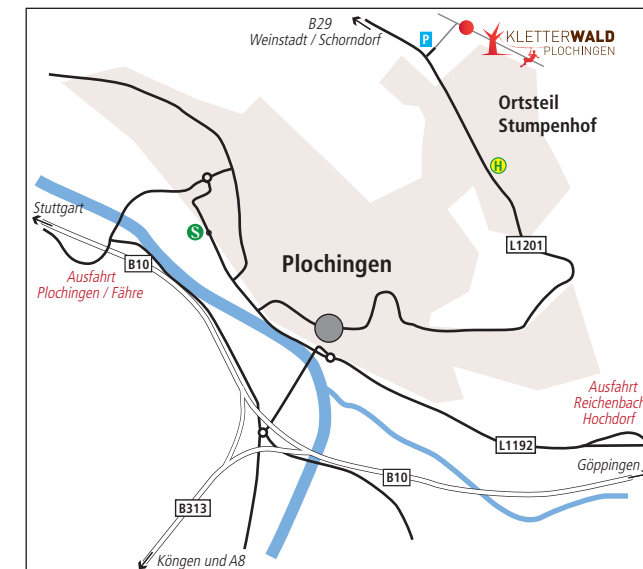 B29
Weinstadt / Schorndorf
P
KLETTERWALD
PLOCHINGEN
Ortsteil
Stumpenhof
H
Stuttgart
S
L1201
B10
Plochingen
Ausfahrt
Plochingen / Fähre
Ausfahrt
Reichenbach
Hochdorf
L1192
Göppingen
B10
B313
Köngen und A8